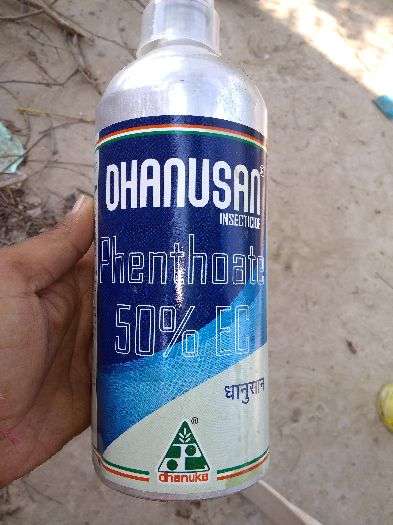 DHANUSAN®
INSECTICIDE
Phenthoate
50% EC
धानुसान
®
dhanuka